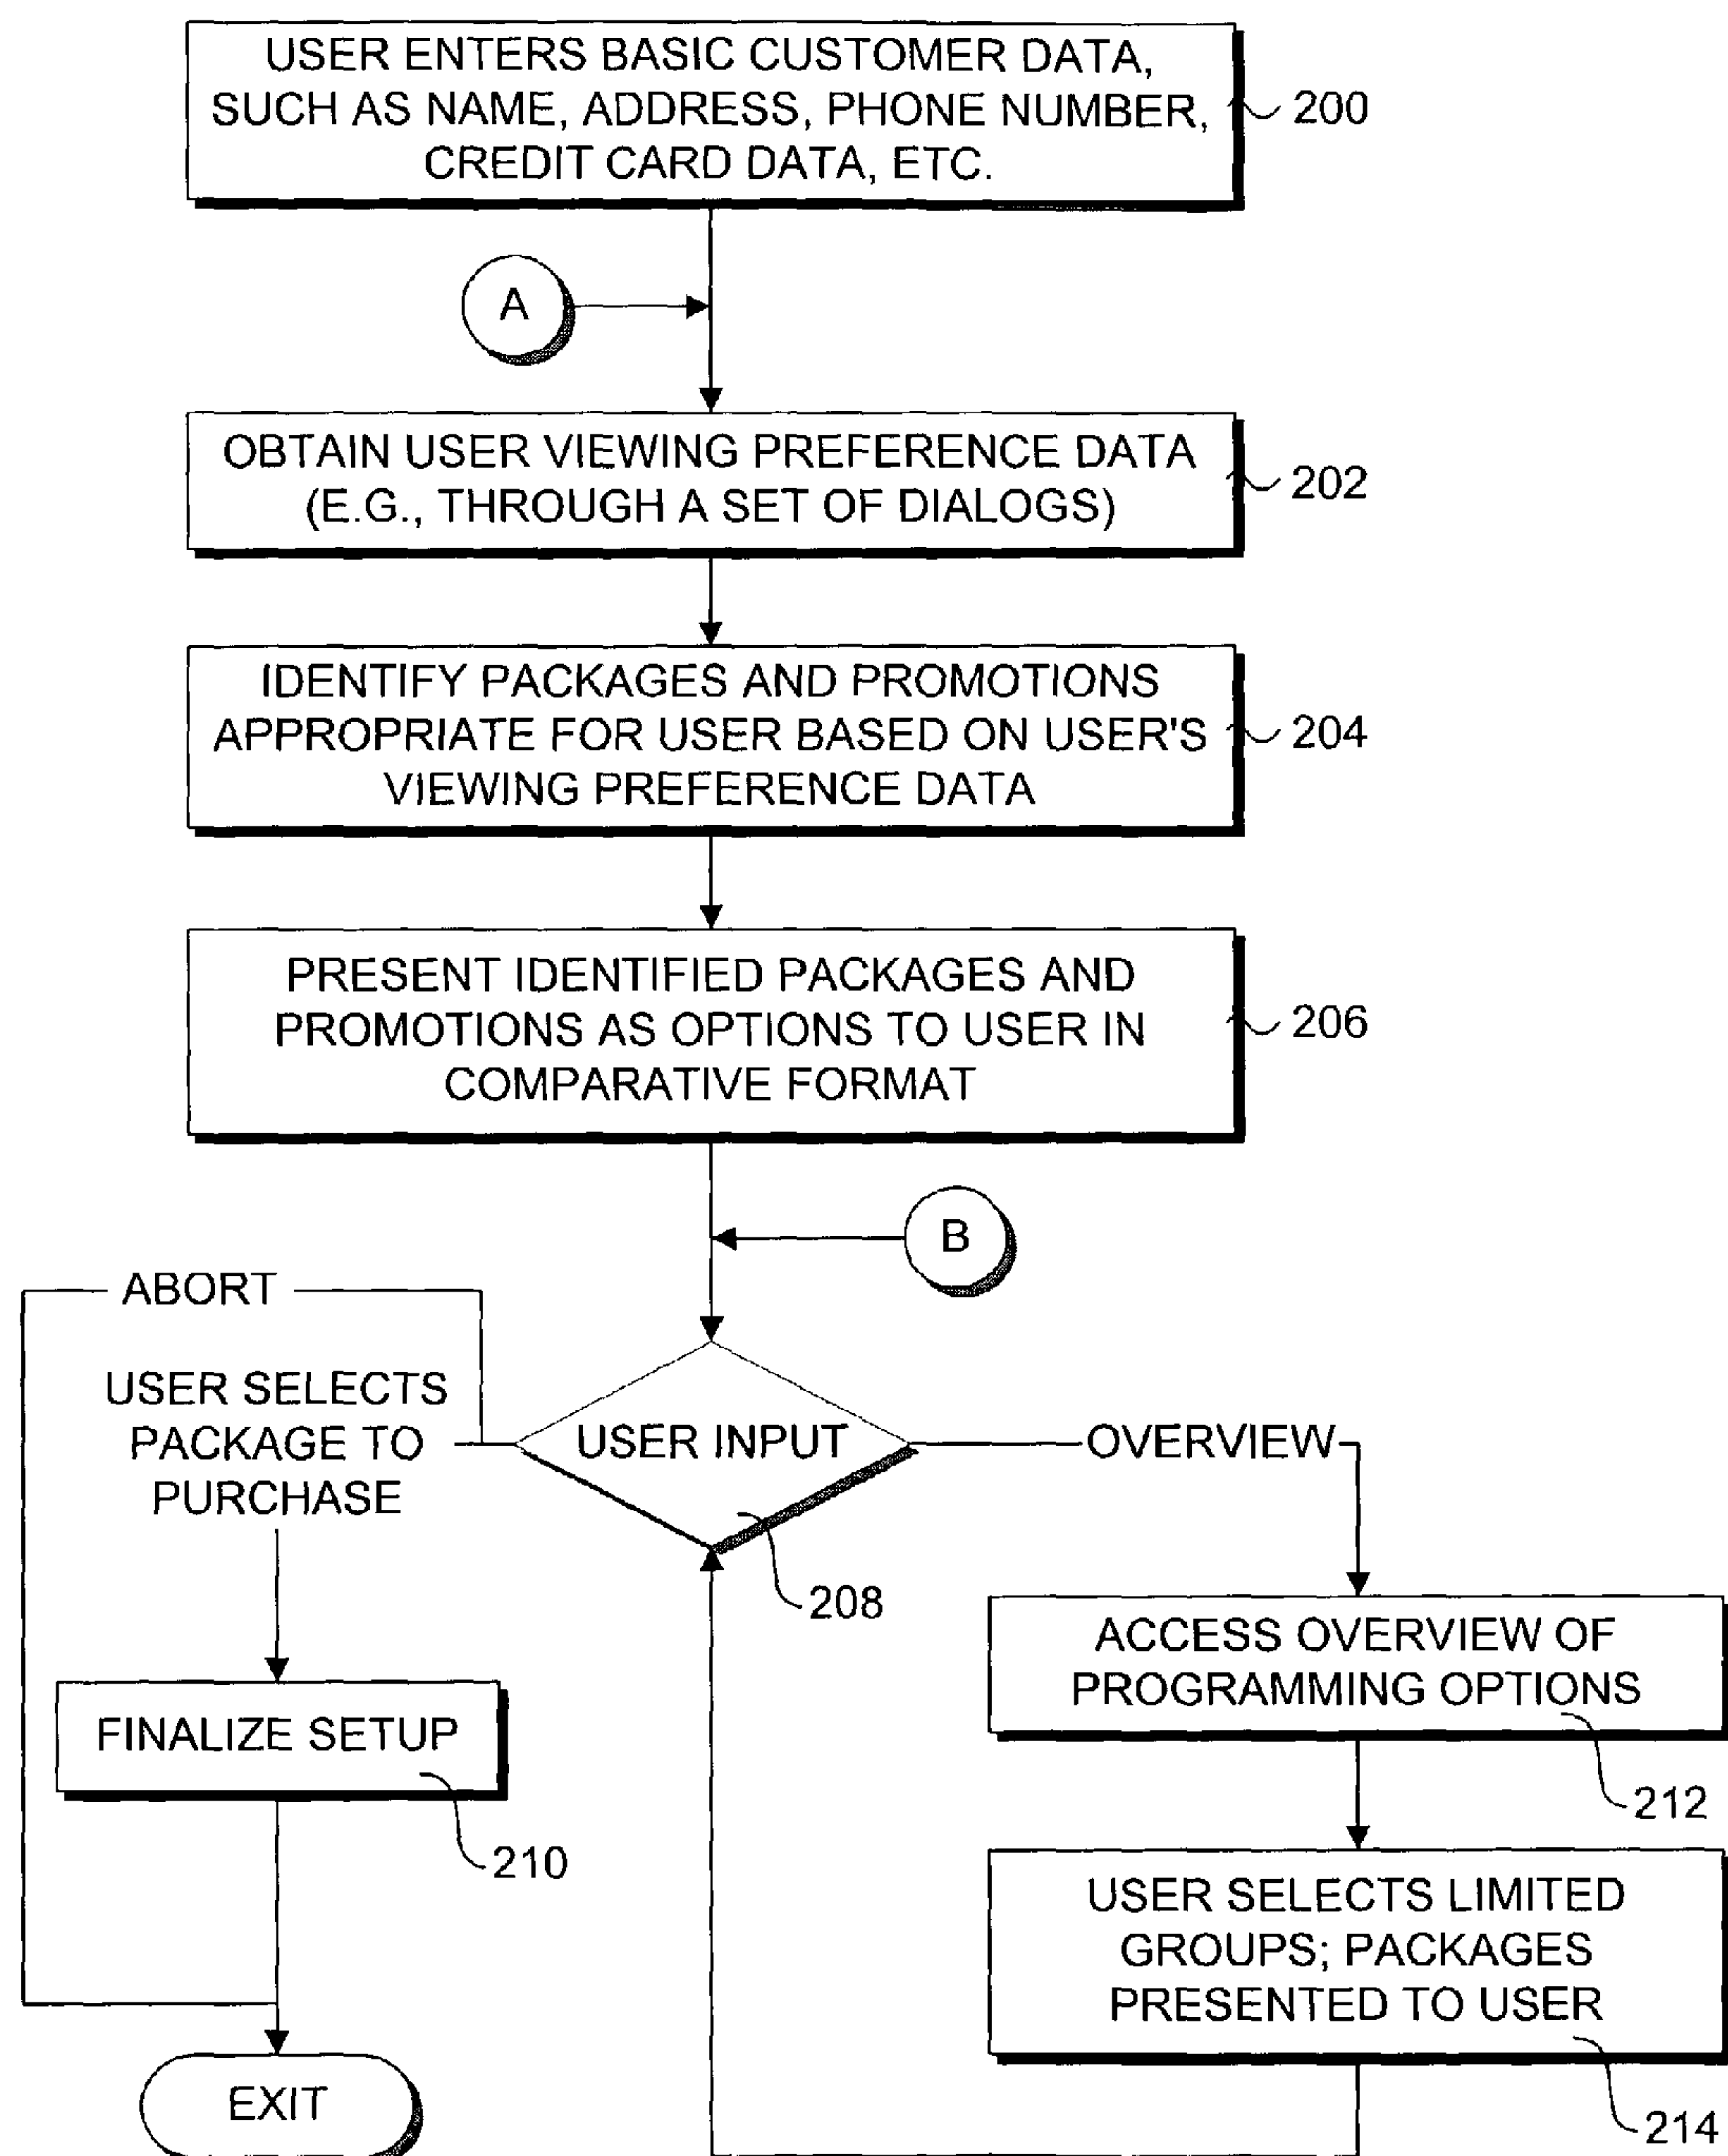 USER ENTERS BASIC CUSTOMER DATA,
SUCH AS NAME, ADDRESS, PHONE NUMBER,
CREDIT CARD DATA, ETC.
200
A
OBTAIN USER VIEWING PREFERENCE DATA
(E.G., THROUGH A SET OF DIALOGS)
202
IDENTIFY PACKAGES AND PROMOTIONS
APPROPRIATE FOR USER BASED ON USER'S
VIEWING PREFERENCE DATA
204
PRESENT IDENTIFIED PACKAGES AND
PROMOTIONS AS OPTIONS TO USER IN
COMPARATIVE FORMAT
206
B
ABORT
USER SELECTS
PACKAGE TO
PURCHASE
USER INPUT
OVERVIEW
208
ACCESS OVERVIEW OF
PROGRAMMING OPTIONS
212
FINALIZE SETUP
210
USER SELECTS LIMITED
GROUPS; PACKAGES
PRESENTED TO USER
214
EXIT